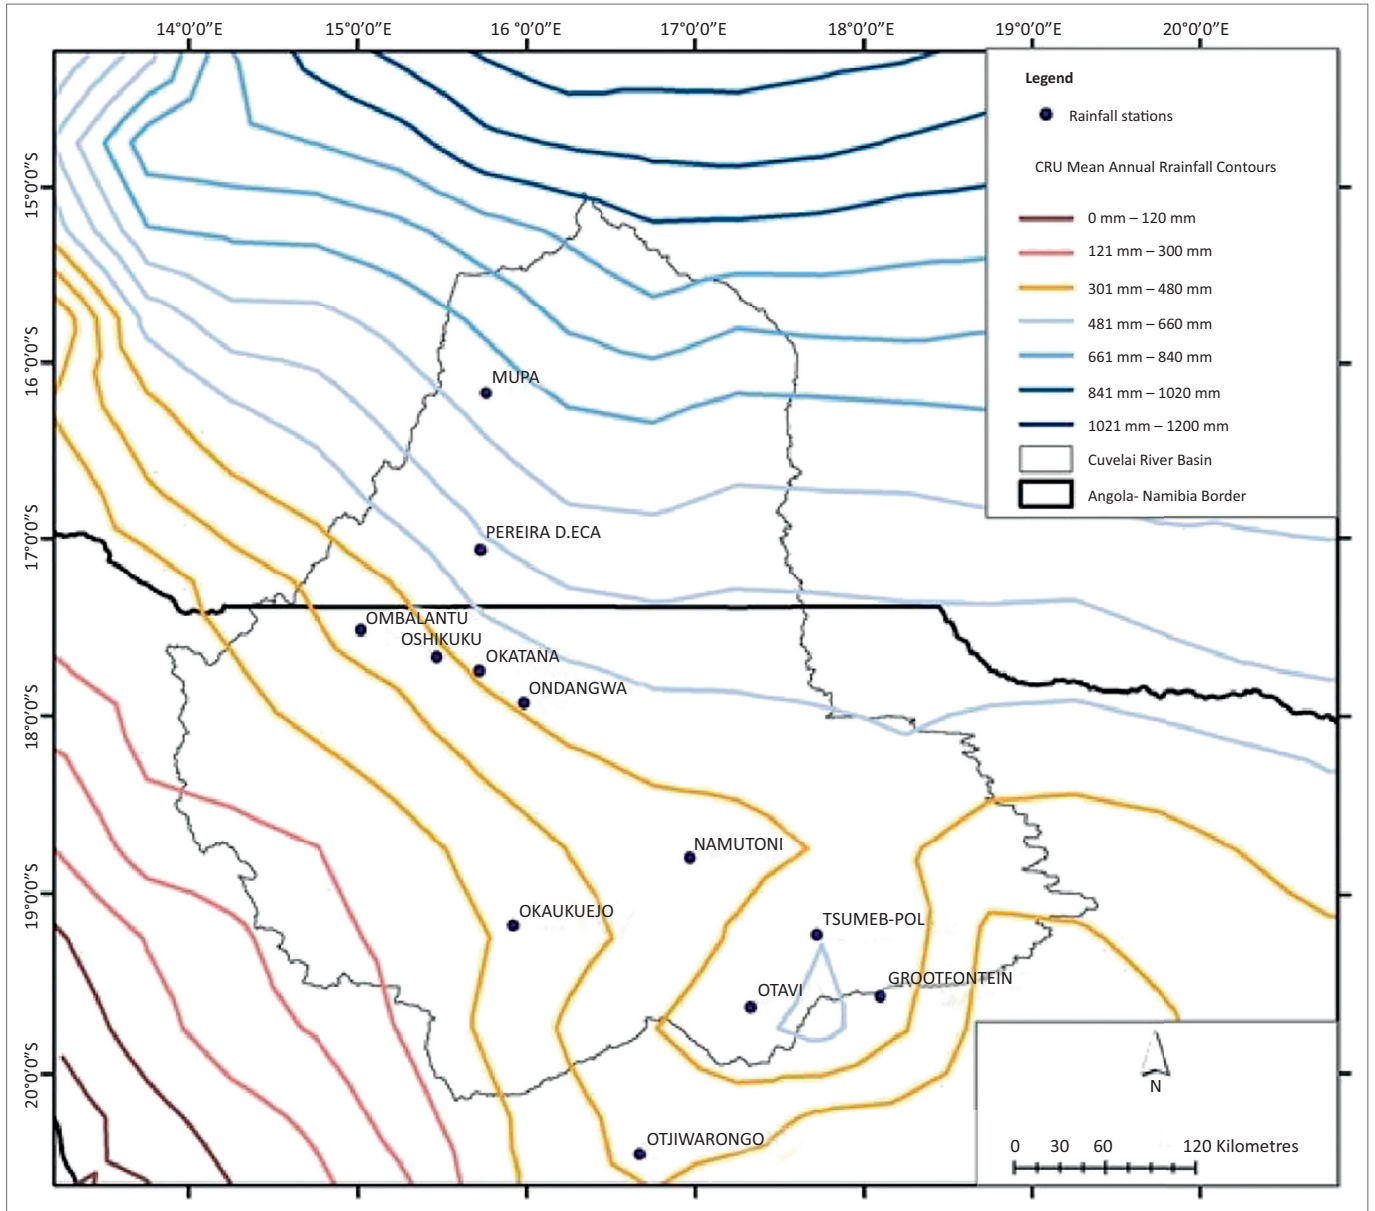 14°0′0″E 15°0′0″E 16°0′0″E 17°0′0″E 18°0′0″E 19°0′0″E 20°0′0″E
Legend
Rainfall stations
CRU Mean Annual Rrainfall Contours
0 mm – 120 mm
121 mm – 300 mm
301 mm – 480 mm
481 mm – 660 mm
661 mm – 840 mm
841 mm – 1020 mm
1021 mm – 1200 mm
Cuvelai River Basin
Angola- Namibia Border
15°0′0″S
16°0′0″S
17°0′0″S
18°0′0″S
19°0′0″S
20°0′0″S
MUPA
PEREIRA D.ECA
OMBALANTU
OSHIKUKU
OKATANA
ONDANGWA
NAMUTONI
OKAUKUEJO
TSUMEB-POL
GROOTFONTEIN
OTAVI
OTJIWARONGO
N
0 30 60 120 Kilometres